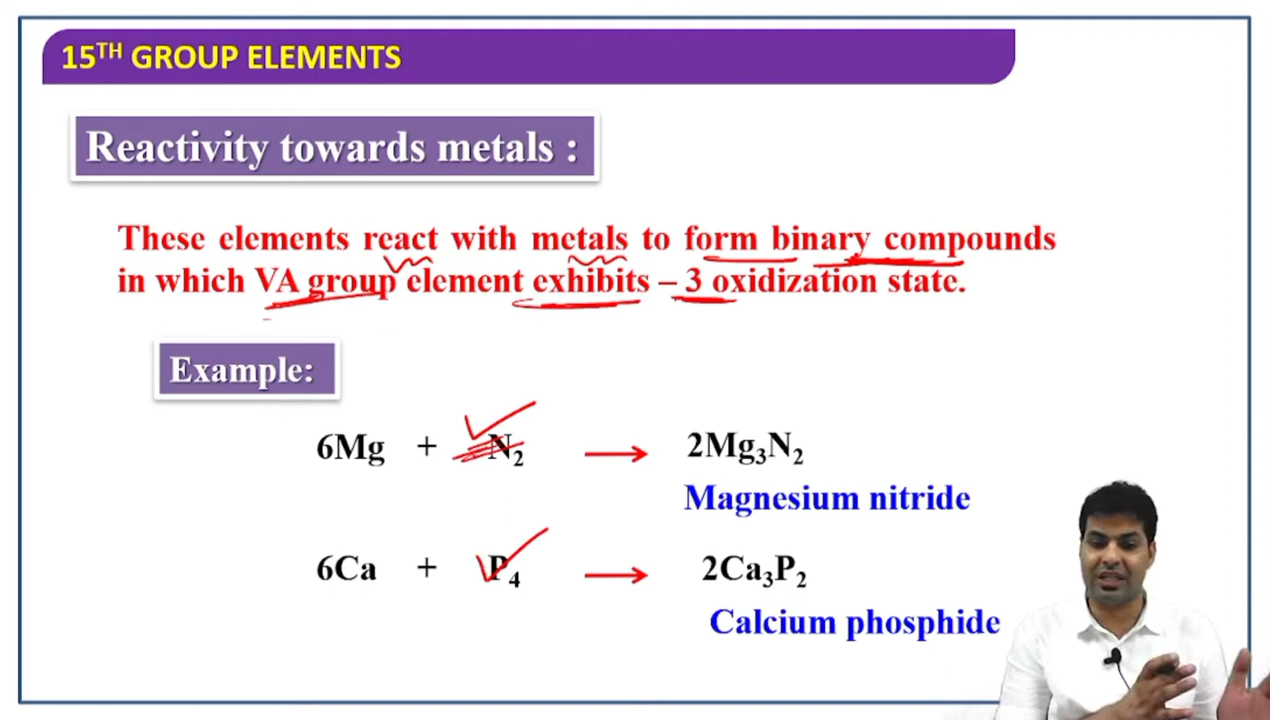 15TH GROUP ELEMENTS
Reactivity towards metals :
These elements react with metals to form binary compounds
in which VA group element exhibits – 3 oxidization state.
Example:
6Mg + N2 → 2Mg3N2
Magnesium nitride
6Ca + P4 → 2Ca3P2
Calcium phosphide